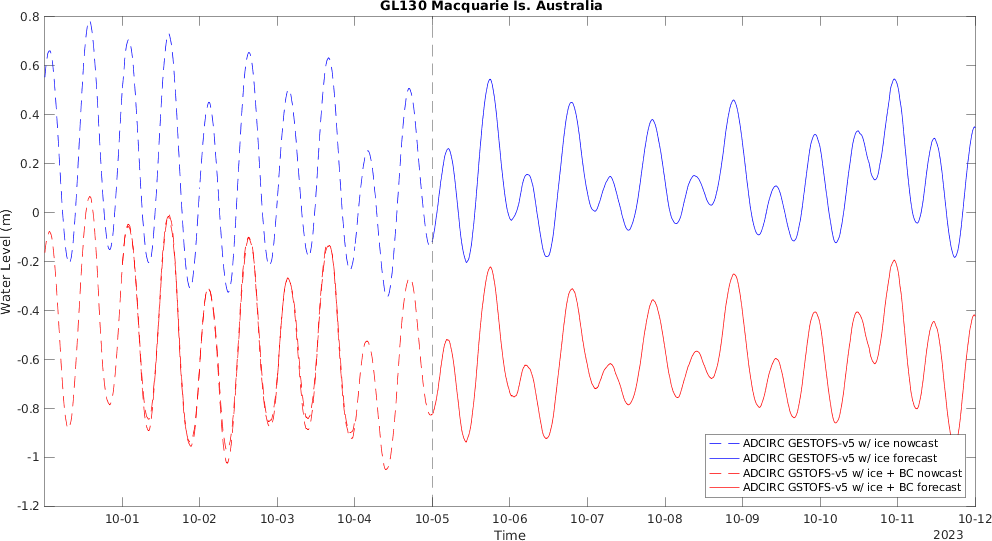 GL130 Macquarie Is. Australia
0.8
0.6
0.4
0.2
0
-0.2
-0.4
-0.6
-0.8
-1
-1.2
Water Level (m)
10-01 10-02 10-03 10-04 10-05 10-06 10-07 10-08 10-09 10-10 10-11 10-12
Time
2023
ADCIRC GESTOFS-v5 w/ ice nowcast
ADCIRC GESTOFS-v5 w/ ice forecast
ADCIRC GSTOFS-v5 w/ ice + BC nowcast
ADCIRC GSTOFS-v5 w/ ice + BC forecast